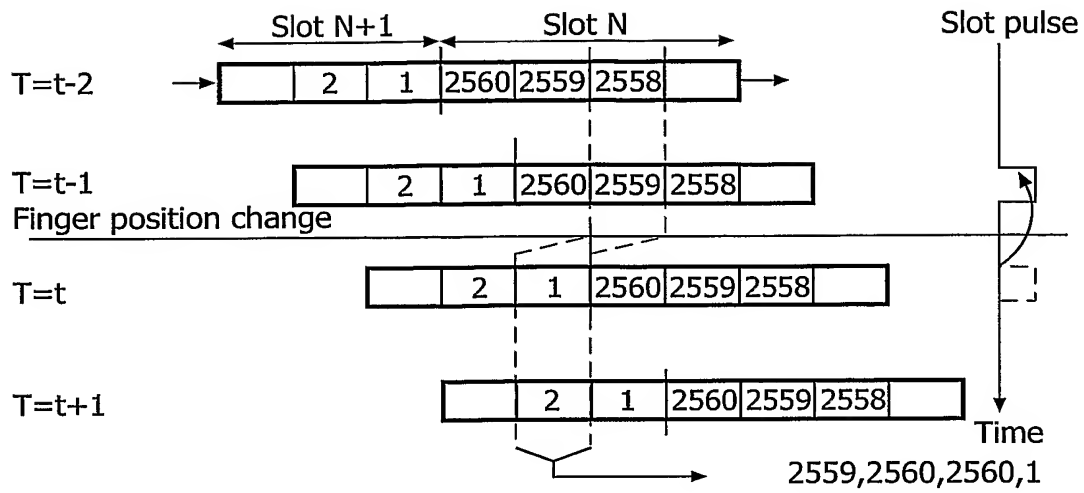 Slot N+1 Slot N Slot pulse
T=t-2 2 1 2560 2559 2558
T=t-1 2 1 2560 2559 2558
Finger position change
T=t 2 1 2560 2559 2558
T=t+1 2 1 2560 2559 2558
Time
2559,2560,2560,1